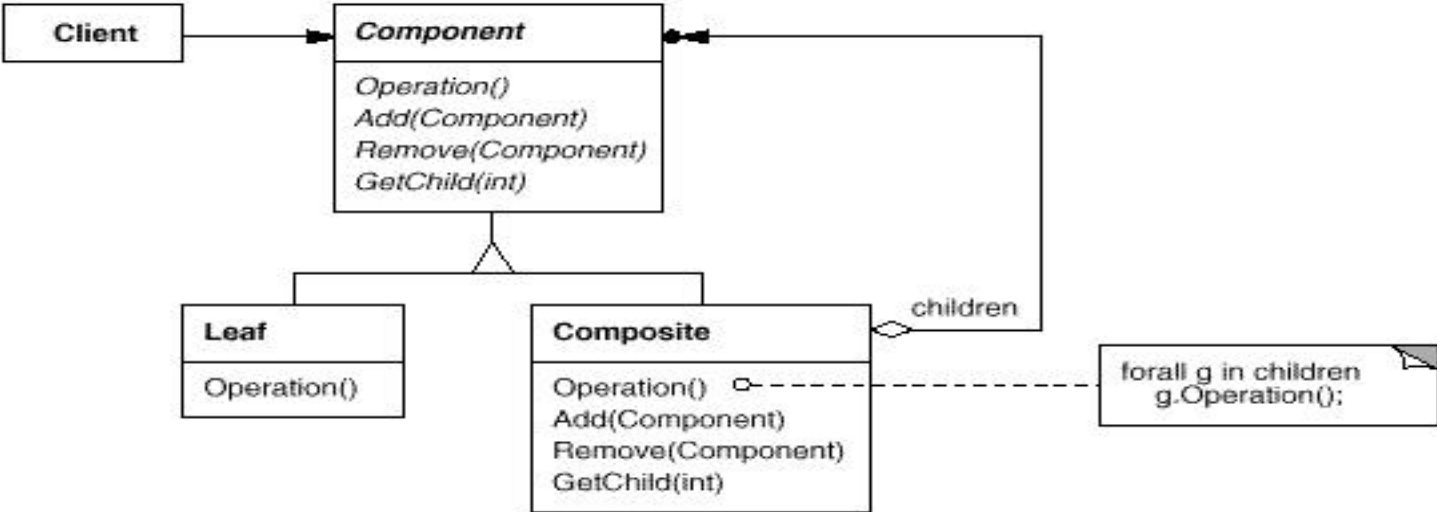 Client
Component
Operation()
Add(Component)
Remove(Component)
GetChild(int)
children
Leaf
Operation()
Composite
Operation()
Add(Component)
Remove(Component)
GetChild(int)
forall g in children
g.Operation();